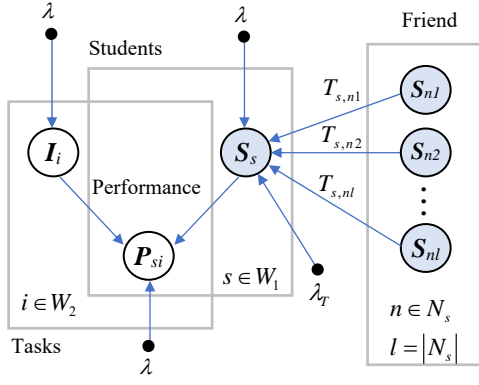 λ
λ
Friend
Students
S_{n1}
T_{s,n1}
I_i
S_s
T_{s,n2}
S_{n2}
Performance
T_{s,nl}
P_{si}
S_{nl}
i ∈ W_2
s ∈ W_1
λ_T
n ∈ N_s
Tasks
λ
l = |N_s|